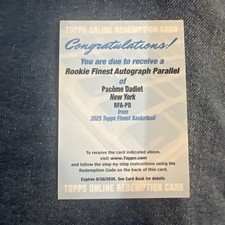 TOPPS ONLINE REDEMPTION CARD
Congratulations!
You are due to receive a
Rookie Finest Autograph Parallel
of
Pacôme Dadiet
New York
RFA-PD
from
2025 Topps Finest Basketball
To receive the card indicated above,
visit www.Topps.com
and follow the step-by-step instructions using the
Redemption Code on the back of this card.
Expires 9/30/2035. See Card Back for details.
TOPPS ONLINE REDEMPTION CARD